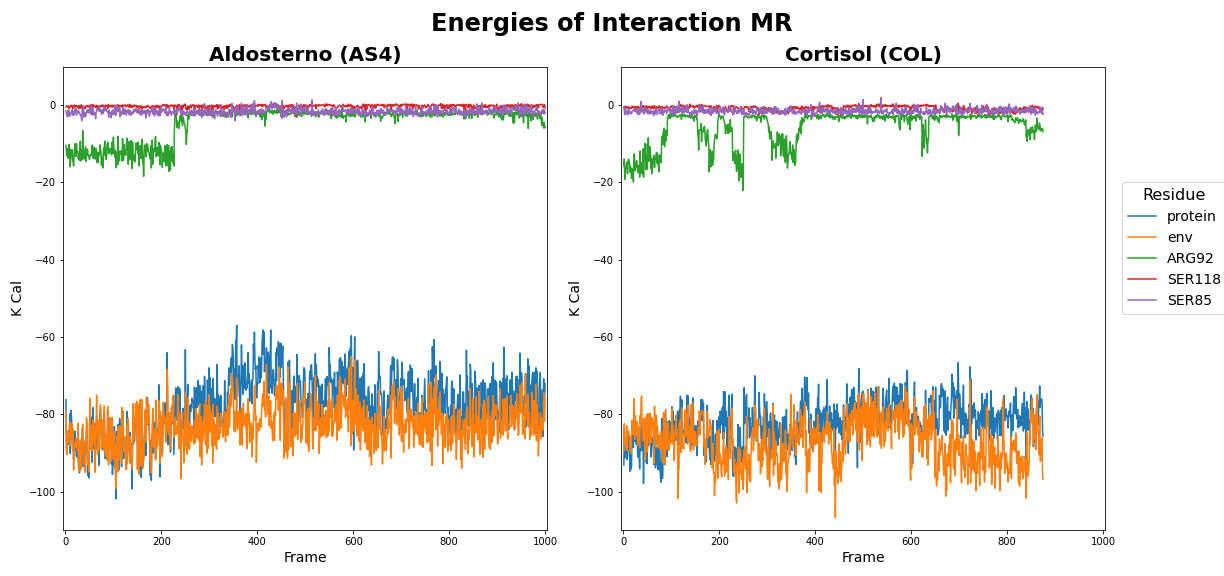 Energies of Interaction MR
Aldosterno (AS4)
0
−20
−40
−60
−80
−100
K Cal
0
200
400
600
800
1000
Frame
Cortisol (COL)
0
−20
−40
−60
−80
−100
K Cal
0
200
400
600
800
1000
Frame
Residue
protein
env
ARG92
SER118
SER85